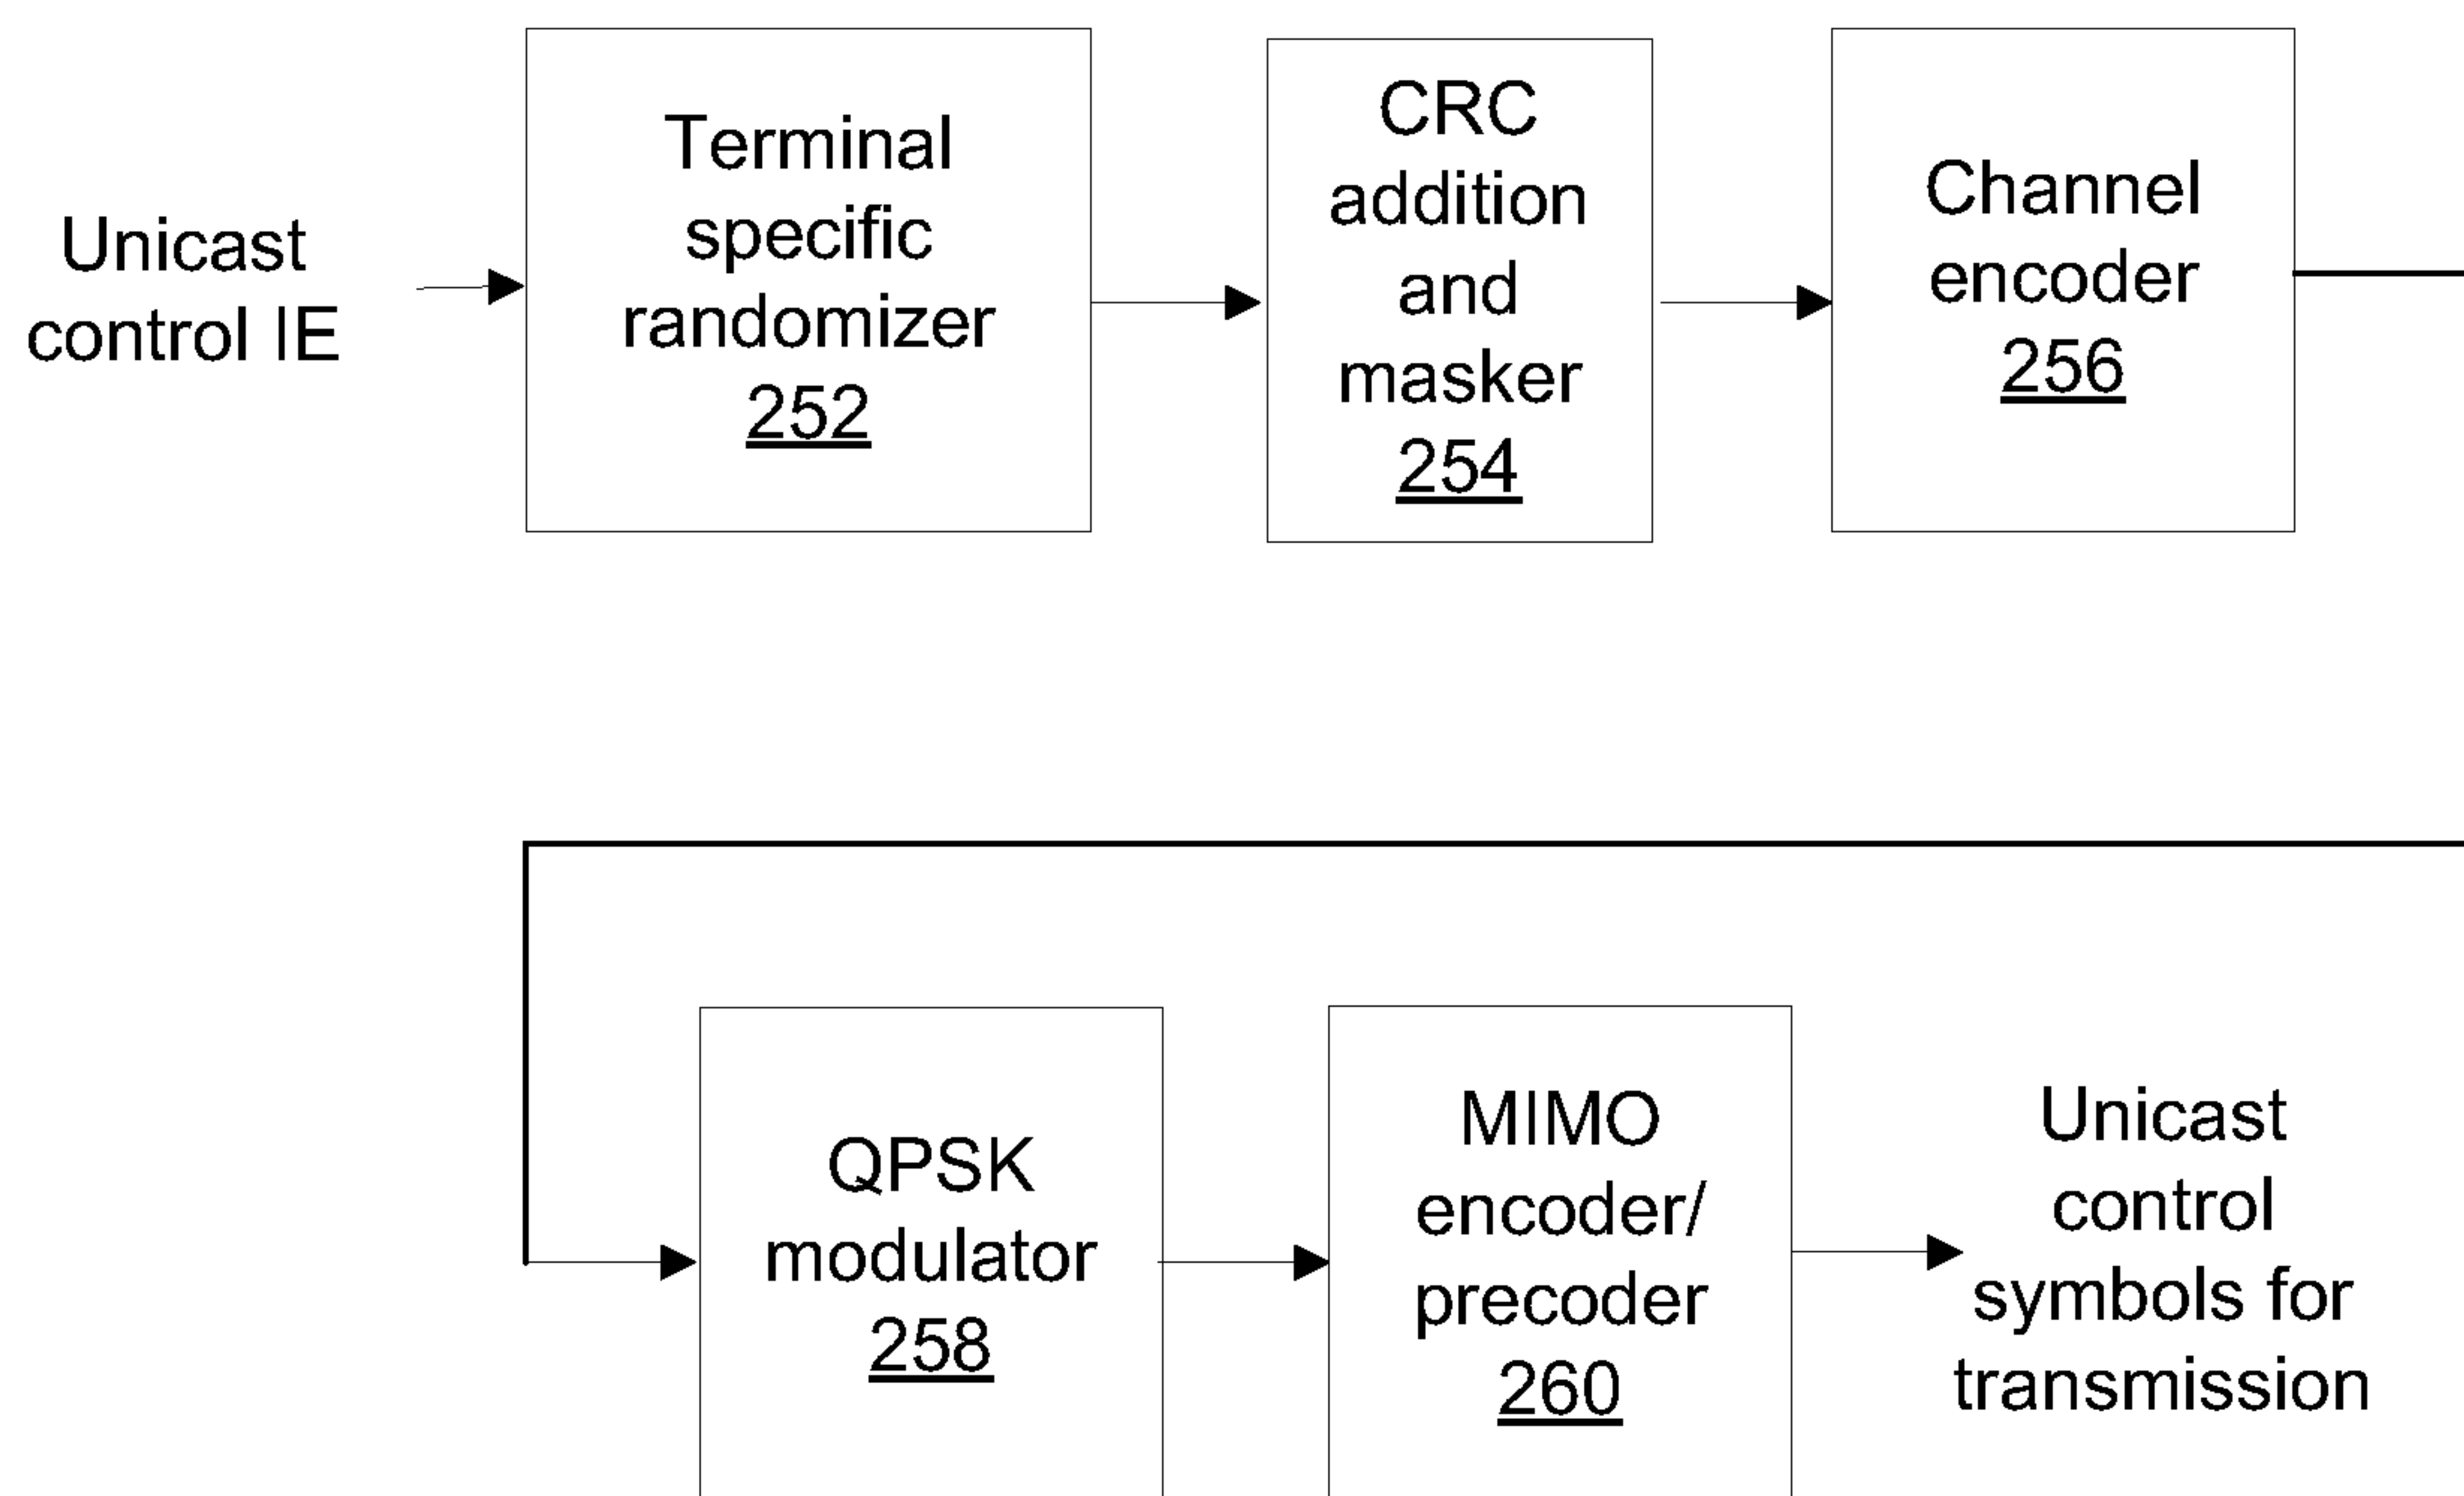 Unicast
control IE
Terminal
specific
randomizer
252
CRC
addition
and
masker
254
Channel
encoder
256
QPSK
modulator
258
MIMO
encoder/
precoder
260
Unicast
control
symbols for
transmission